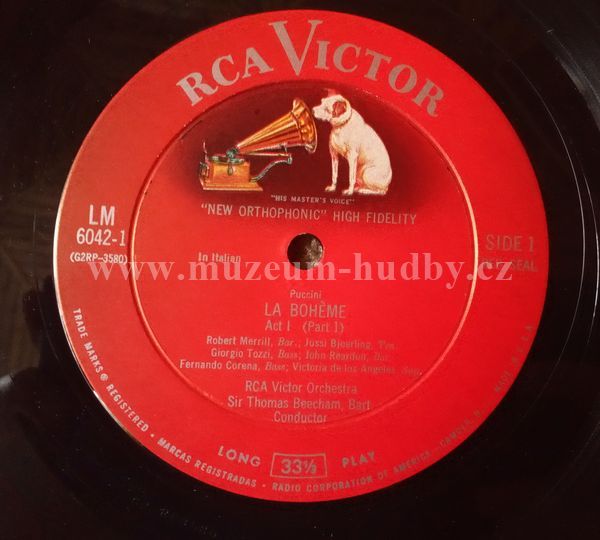 RCA VICTOR
"HIS MASTER'S VOICE"
"NEW ORTHOPHONIC" HIGH FIDELITY
LM
6042-1
(G2RP-3580)
SIDE 1
SEAL
In Italian
www.muzeum-hudby.cz
Puccini
LA BOHÈME
Act I (Part 1)
Robert Merrill, Bar.; Jussi Bjoerling, Ten.
Giorgio Tozzi, Bass; John Reardon, Bar.
Fernando Corena, Bass; Victoria de los Angeles, Sop.
RCA Victor Orchestra
Sir Thomas Beecham, Bart.
Conductor
LONG 33⅓ PLAY
TRADE MARKS ® REGISTERED • MARCAS REGISTRADAS • RADIO CORPORATION OF AMERICA – CAMDEN, N. MADE U.S.A.